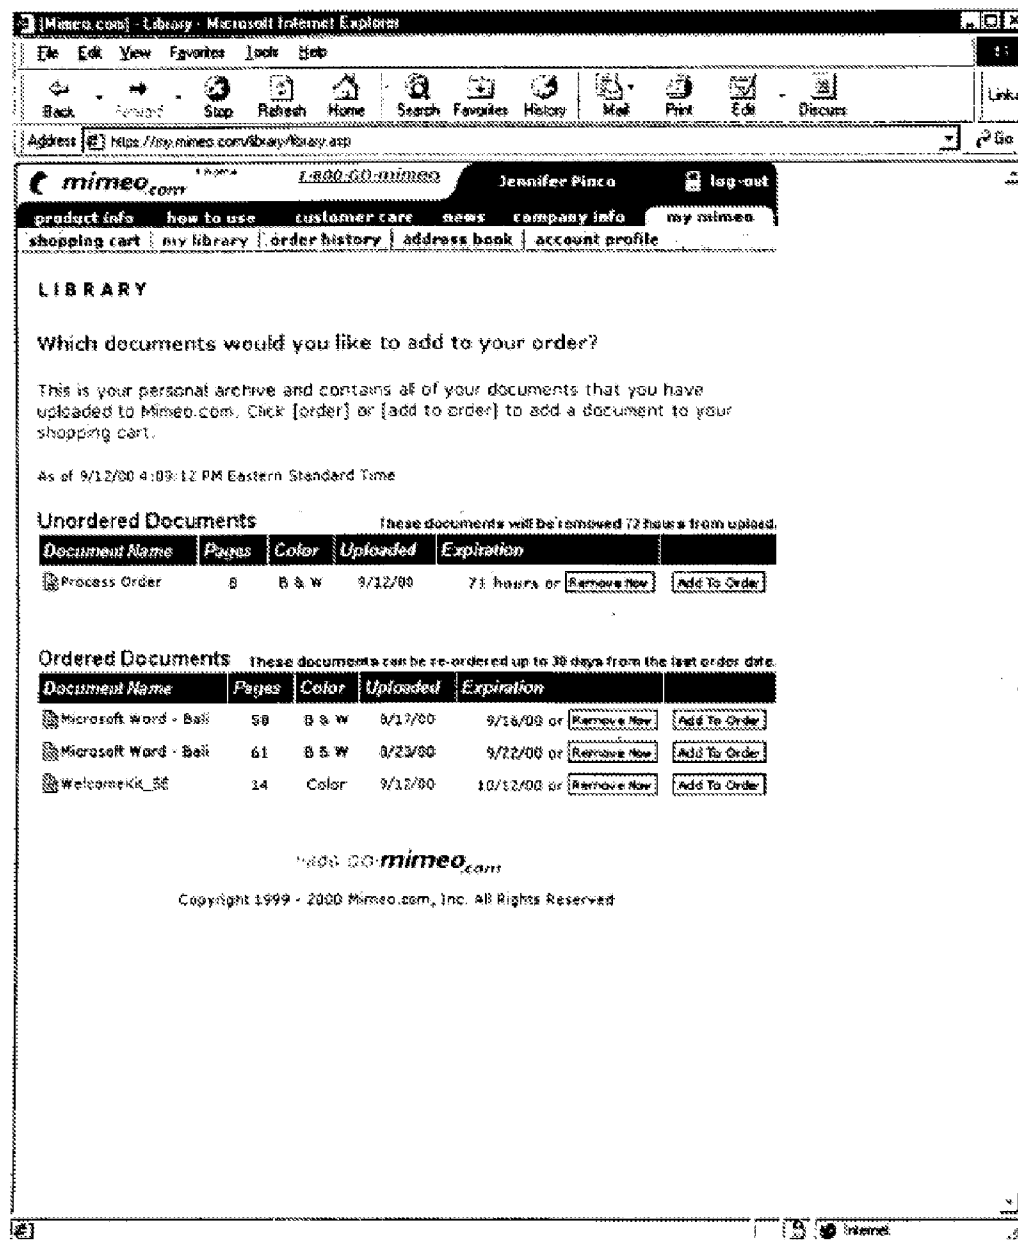 [Mimeo.com] - Library - Microsoft Internet Explorer
File Edit View Favorites Tools Help
Back Forward Stop Refresh Home Search Favorites History Mail Print Edit Discuss Links
Address https://my.mimeo.com/library/library.asp Go
mimeo.com home 1-800-GO-mimeo Jennifer Pinco log-out
product info how to use customer care news company info my mimeo
shopping cart my library order history address book account profile
LIBRARY
Which documents would you like to add to your order?
This is your personal archive and contains all of your documents that you have
uploaded to Mimeo.com. Click [order] or [add to order] to add a document to your
shopping cart.
As of 9/12/00 4:09:12 PM Eastern Standard Time
Unordered Documents These documents will be removed 72 hours from upload.
Document Name Pages Color Uploaded Expiration
Process Order 8 B & W 9/12/00 71 hours or Remove Now Add To Order
Ordered Documents These documents can be re-ordered up to 30 days from the last order date.
Document Name Pages Color Uploaded Expiration
Microsoft Word - Bali 58 B & W 8/17/00 9/16/00 or Remove Now Add To Order
Microsoft Word - Bali 61 B & W 8/23/00 9/22/00 or Remove Now Add To Order
WelcomeKit_SE 14 Color 9/12/00 10/12/00 or Remove Now Add To Order
1-800-GO-mimeo.com
Copyright 1999 - 2000 Mimeo.com, Inc. All Rights Reserved
Internet